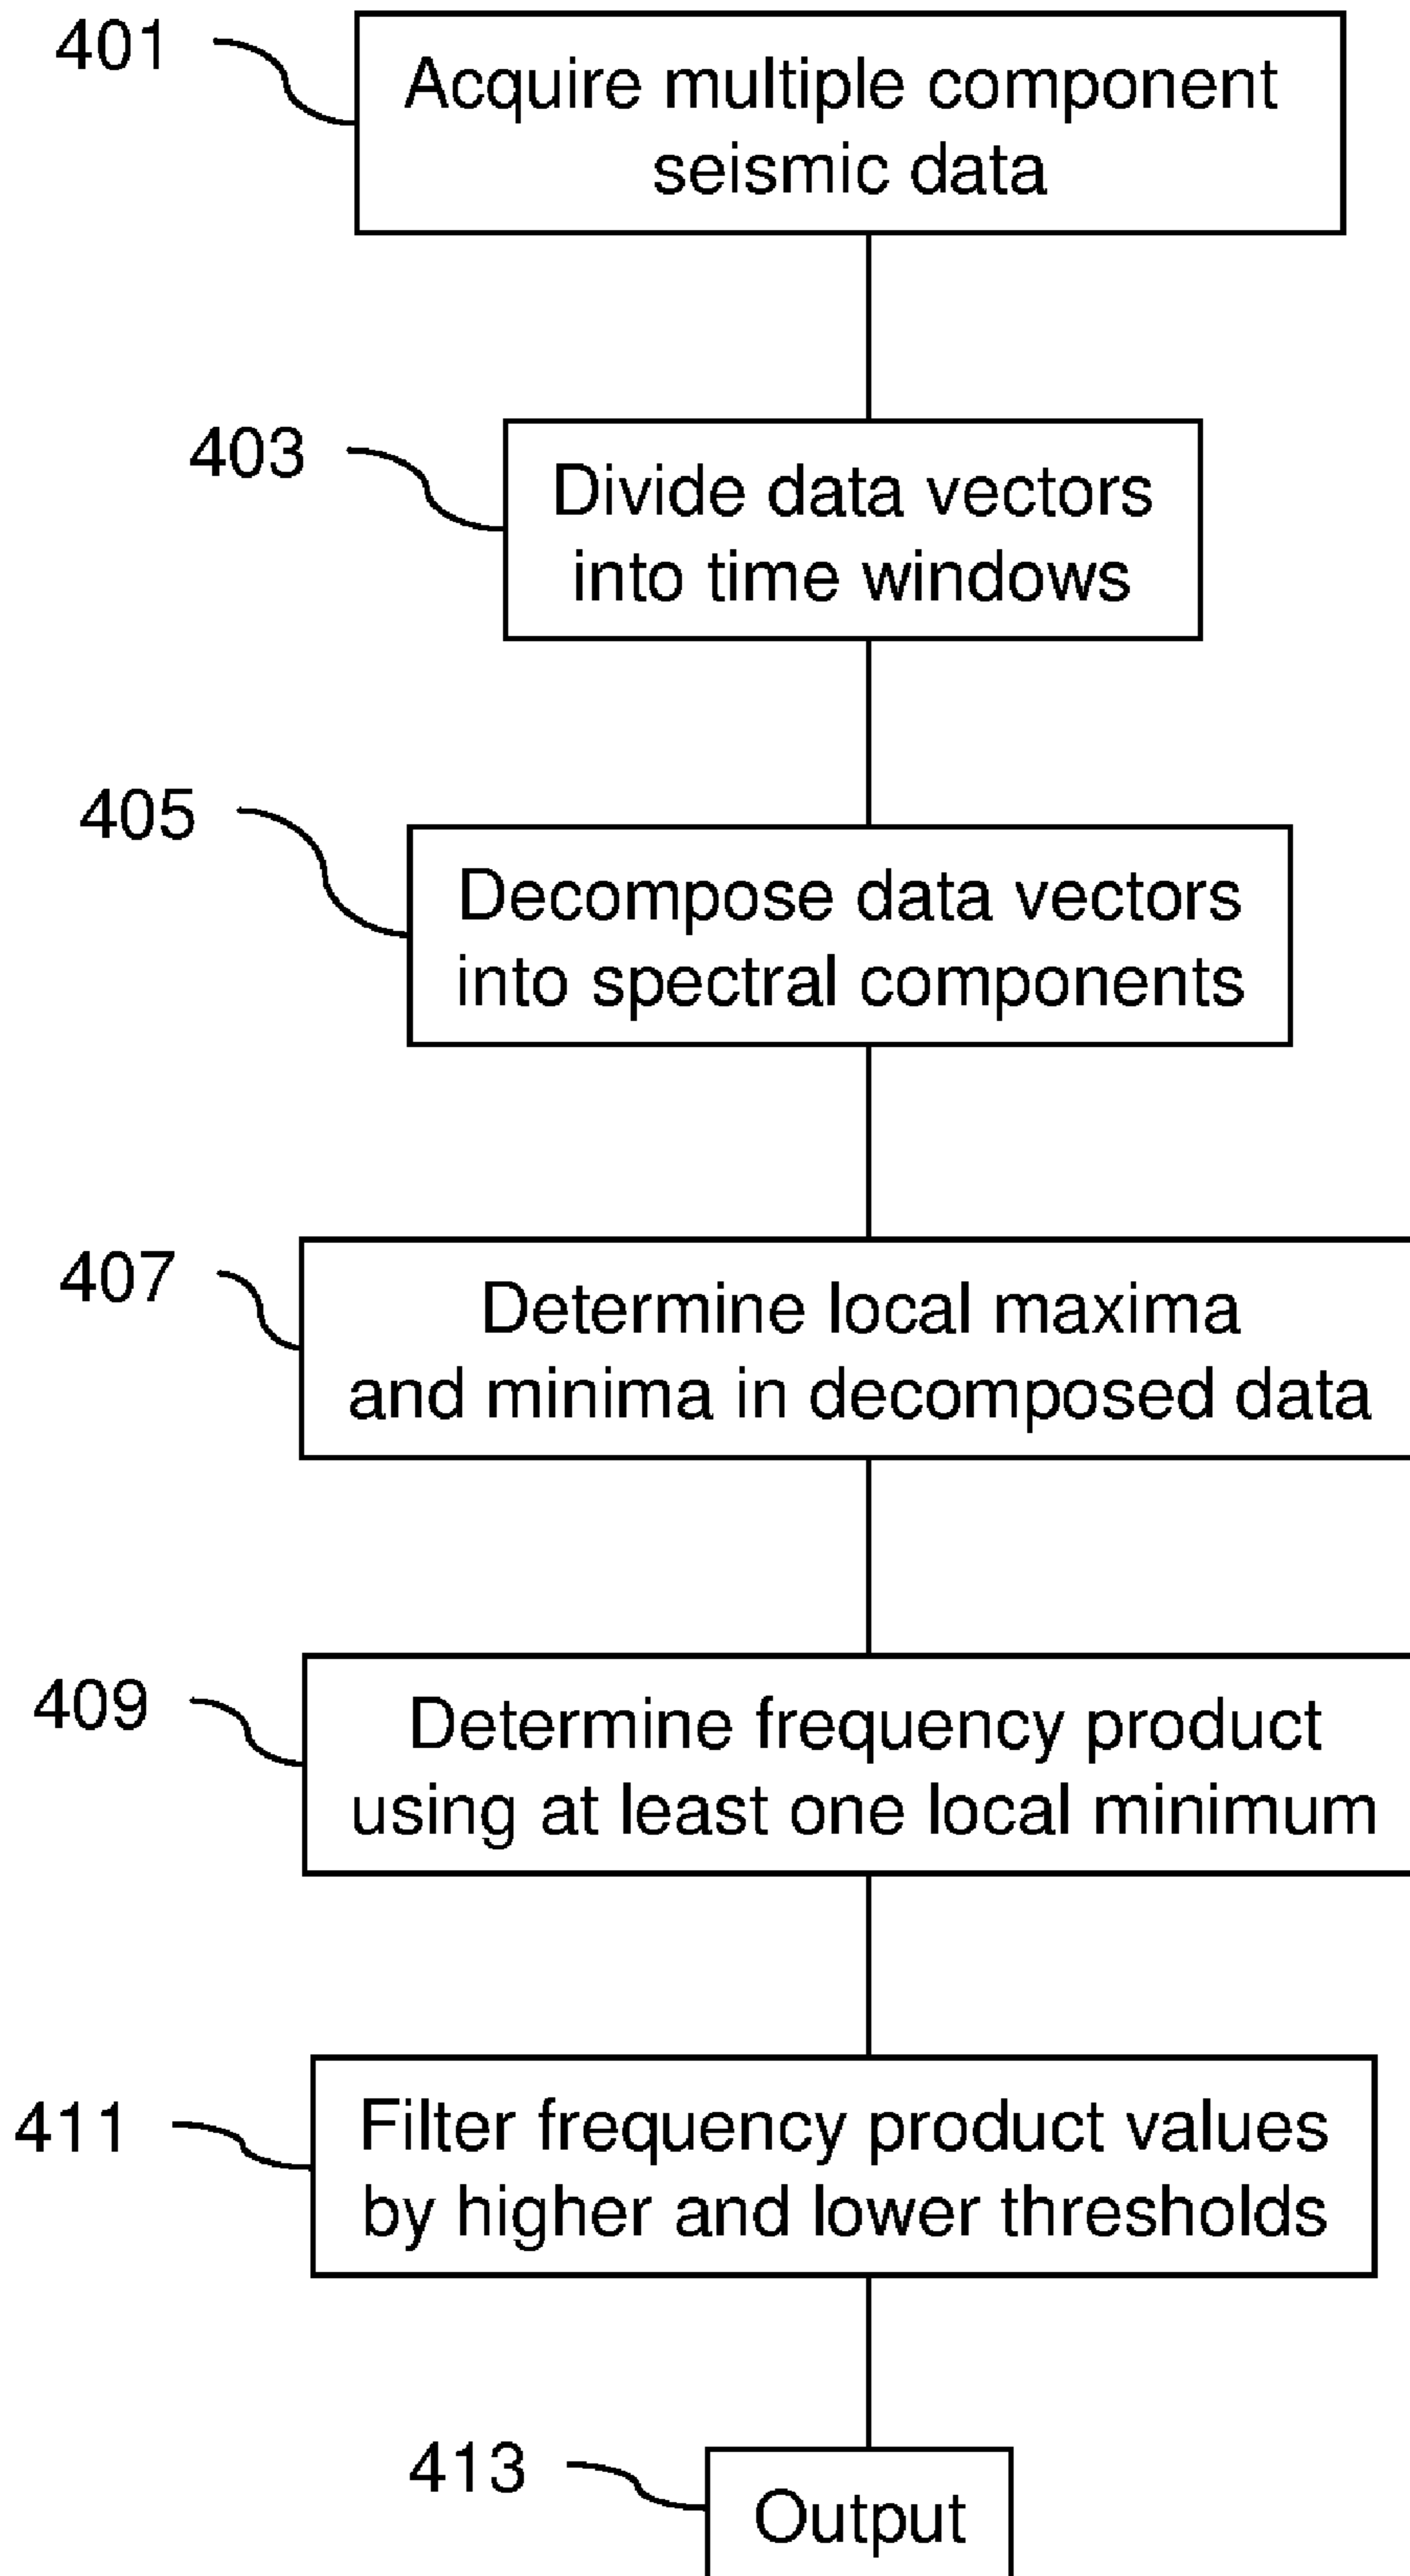 401
Acquire multiple component
seismic data
403
Divide data vectors
into time windows
405
Decompose data vectors
into spectral components
407
Determine local maxima
and minima in decomposed data
409
Determine frequency product
using at least one local minimum
411
Filter frequency product values
by higher and lower thresholds
413
Output